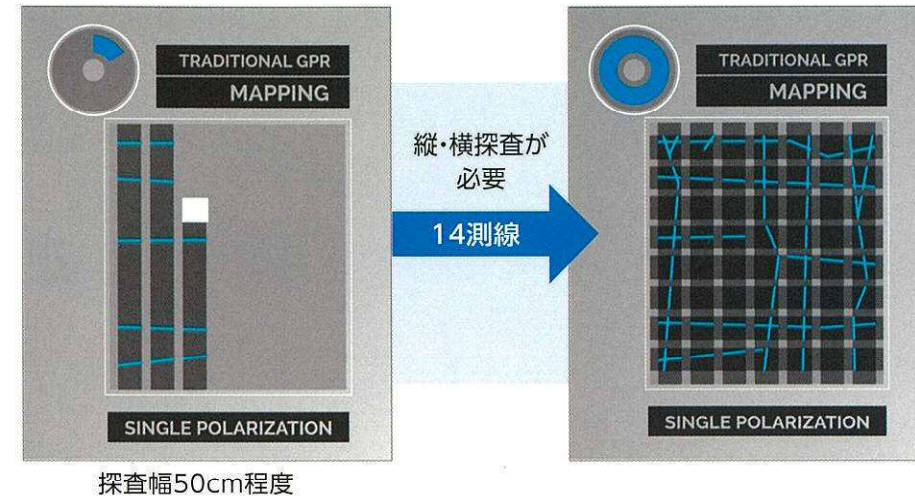 TRADITIONAL GPR
MAPPING
SINGLE POLARIZATION
探査幅50cm程度
縦・横探査が
必要
14測線
TRADITIONAL GPR
MAPPING
SINGLE POLARIZATION